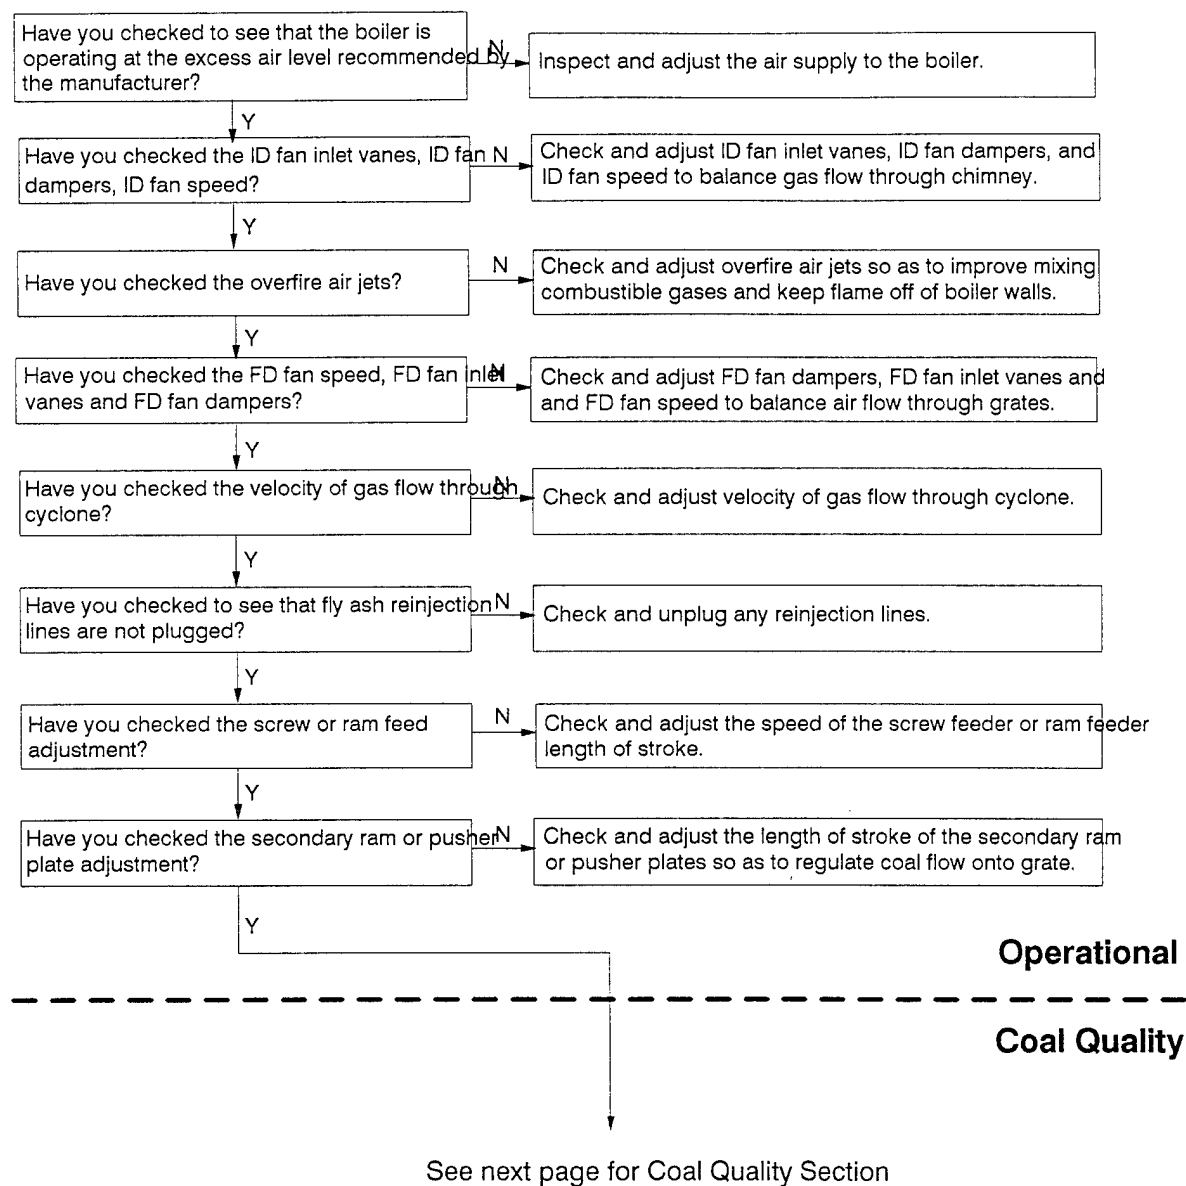 Have you checked to see that the boiler is
operating at the excess air level recommended by
the manufacturer?
N
Inspect and adjust the air supply to the boiler.
Y
Have you checked the ID fan inlet vanes, ID fan
dampers, ID fan speed?
N
Check and adjust ID fan inlet vanes, ID fan dampers, and
ID fan speed to balance gas flow through chimney.
Y
Have you checked the overfire air jets?
N
Check and adjust overfire air jets so as to improve mixing
combustible gases and keep flame off of boiler walls.
Y
Have you checked the FD fan speed, FD fan inlet
vanes and FD fan dampers?
N
Check and adjust FD fan dampers, FD fan inlet vanes and
and FD fan speed to balance air flow through grates.
Y
Have you checked the velocity of gas flow through
cyclone?
N
Check and adjust velocity of gas flow through cyclone.
Y
Have you checked to see that fly ash reinjection
lines are not plugged?
N
Check and unplug any reinjection lines.
Y
Have you checked the screw or ram feed
adjustment?
N
Check and adjust the speed of the screw feeder or ram feeder
length of stroke.
Y
Have you checked the secondary ram or pusher
plate adjustment?
N
Check and adjust the length of stroke of the secondary ram
or pusher plates so as to regulate coal flow onto grate.
Y
Operational
Coal Quality
See next page for Coal Quality Section